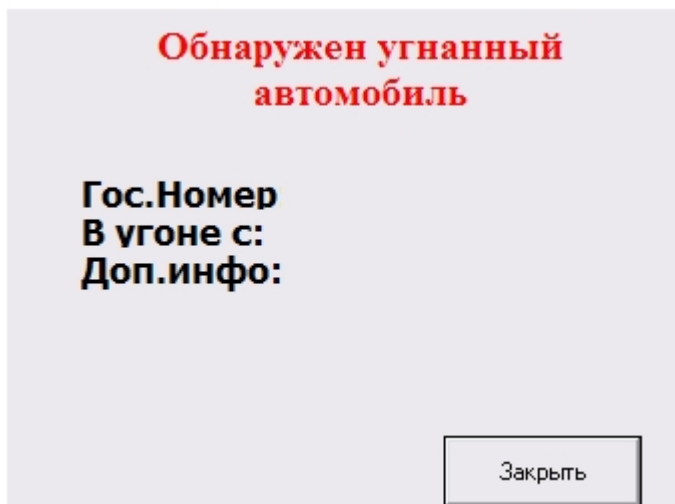 Обнаружен угнанный
автомобиль
Гос.Номер
В угоне с:
Доп.инфо:
Закрыть